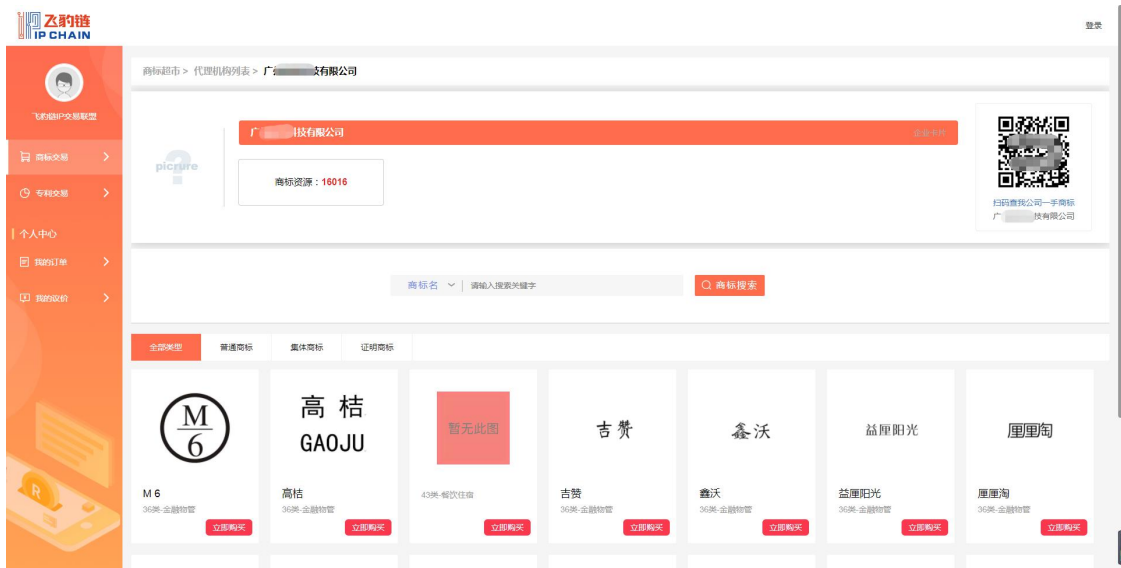 飞豹链
IP CHAIN
登录
飞豹链IP交易联盟
商标交易
专利交易
个人中心
我的订单
我的议价
商标超市 > 代理机构列表 > 广 技有限公司
picrure
广 科技有限公司
企业卡片
商标资源：16016
扫码查我公司一手商标
广 技有限公司
商标名
请输入搜索关键字
商标搜索
全部类型 普通商标 集体商标 证明商标
M
6
高桔
GAOJU
暂无此图
吉赞
鑫沃
益厘阳光
厘厘淘
M 6
高桔
吉赞
鑫沃
益厘阳光
厘厘淘
36类-金融物管
36类-金融物管
43类-餐饮住宿
36类-金融物管
36类-金融物管
36类-金融物管
36类-金融物管
立即购买
立即购买
立即购买
立即购买
立即购买
立即购买
立即购买
R